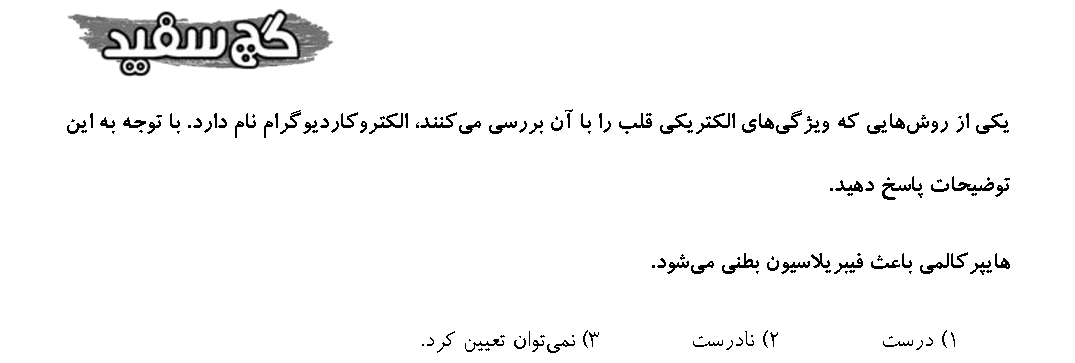 گچ سفید
یکی از روش‌هایی که ویژگی‌های الکتریکی قلب را با آن بررسی می‌کنند، الکتروکاردیوگرام نام دارد. با توجه به این
توضیحات پاسخ دهید.
هایپرکالمی باعث فیبریلاسیون بطنی می‌شود.
۱) درست ۲) نادرست ۳) نمی‌توان تعیین کرد.